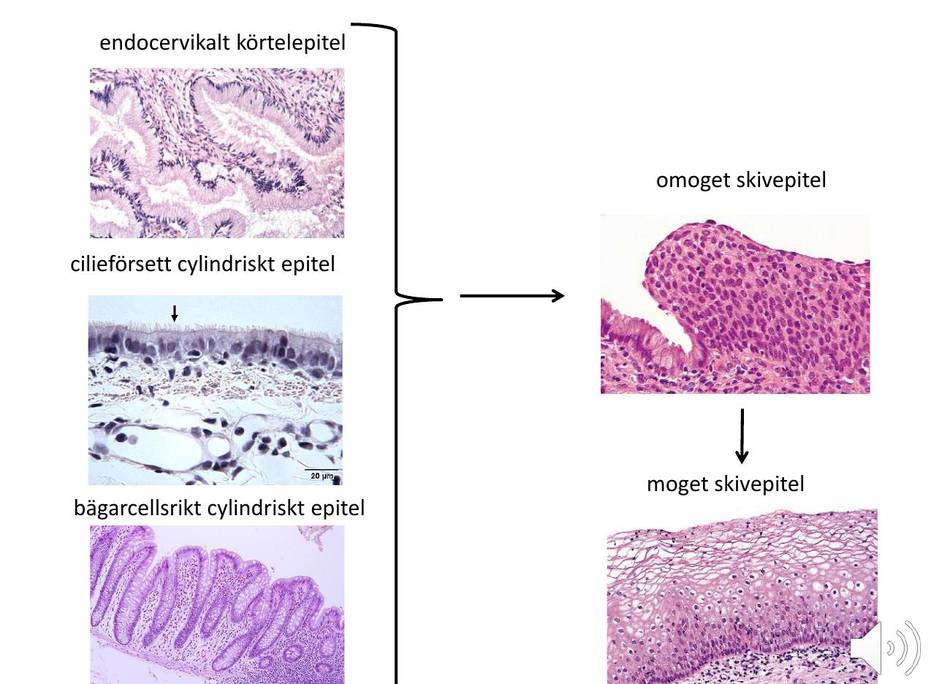 endocervikalt körtelepitel
cilieförsett cylindriskt epitel
20 µm
bägarcellsrikt cylindriskt epitel
omoget skivepitel
moget skivepitel